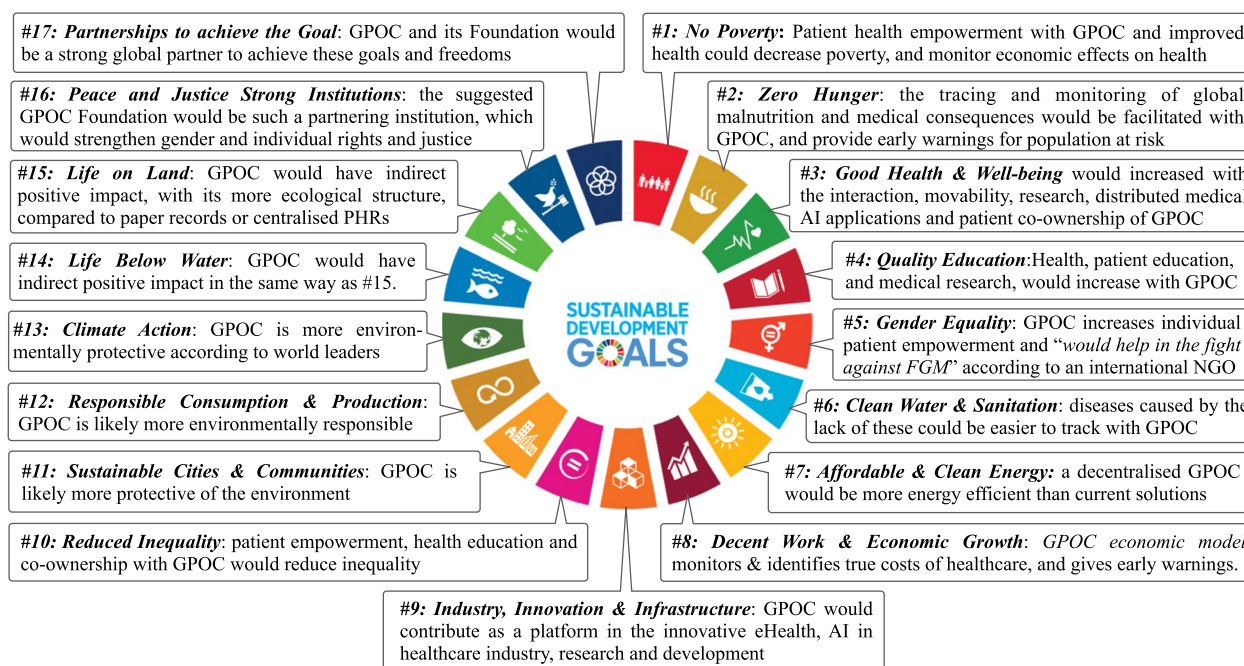 #17: Partnerships to achieve the Goal: GPOC and its Foundation would
be a strong global partner to achieve these goals and freedoms
#1: No Poverty: Patient health empowerment with GPOC and improved
health could decrease poverty, and monitor economic effects on health
#16: Peace and Justice Strong Institutions: the suggested
GPOC Foundation would be such a partnering institution, which
would strengthen gender and individual rights and justice
#2: Zero Hunger: the tracing and monitoring of global
malnutrition and medical consequences would be facilitated with
GPOC, and provide early warnings for population at risk
#15: Life on Land: GPOC would have indirect
positive impact, with its more ecological structure,
compared to paper records or centralised PHRs
#3: Good Health & Well-being would increased with
the interaction, movability, research, distributed medical
AI applications and patient co-ownership of GPOC
#14: Life Below Water: GPOC would have
indirect positive impact in the same way as #15.
#4: Quality Education:Health, patient education,
and medical research, would increase with GPOC
#13: Climate Action: GPOC is more environ-
mentally protective according to world leaders
#5: Gender Equality: GPOC increases individual
patient empowerment and “would help in the fight
against FGM” according to an international NGO
SUSTAINABLE
DEVELOPMENT
GOALS
#12: Responsible Consumption & Production:
GPOC is likely more environmentally responsible
#6: Clean Water & Sanitation: diseases caused by the
lack of these could be easier to track with GPOC
#11: Sustainable Cities & Communities: GPOC is
likely more protective of the environment
#7: Affordable & Clean Energy: a decentralised GPOC
would be more energy efficient than current solutions
#10: Reduced Inequality: patient empowerment, health education and
co-ownership with GPOC would reduce inequality
#8: Decent Work & Economic Growth: GPOC economic model
monitors & identifies true costs of healthcare, and gives early warnings.
#9: Industry, Innovation & Infrastructure: GPOC would
contribute as a platform in the innovative eHealth, AI in
healthcare industry, research and development